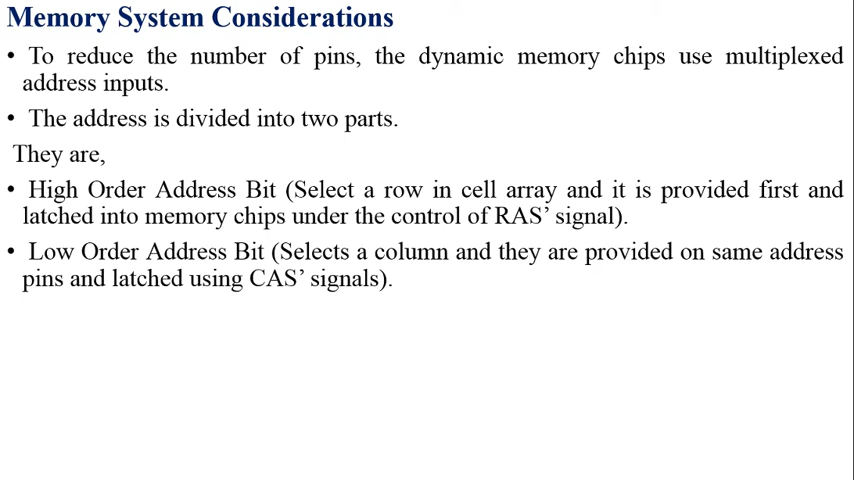 Memory System Considerations
• To reduce the number of pins, the dynamic memory chips use multiplexed
address inputs.
• The address is divided into two parts.
They are,
• High Order Address Bit (Select a row in cell array and it is provided first and
latched into memory chips under the control of RAS’ signal).
• Low Order Address Bit (Selects a column and they are provided on same address
pins and latched using CAS’ signals).